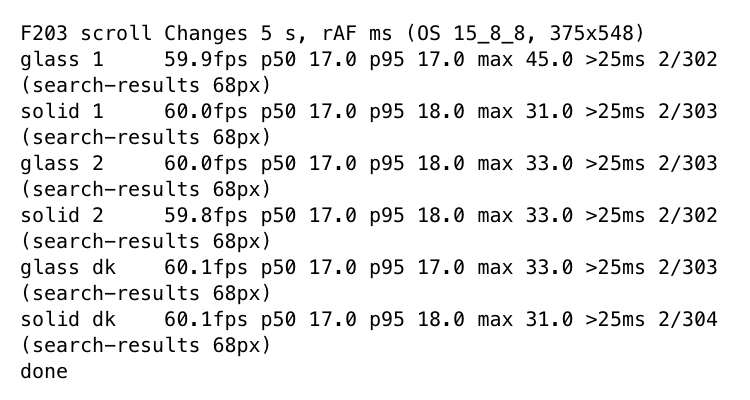 F203 scroll Changes 5 s, rAF ms (OS 15_8_8, 375x548)
glass 1     59.9fps p50 17.0 p95 17.0 max 45.0 >25ms 2/302
(search-results 68px)
solid 1     60.0fps p50 17.0 p95 18.0 max 31.0 >25ms 2/303
(search-results 68px)
glass 2     60.0fps p50 17.0 p95 18.0 max 33.0 >25ms 2/303
(search-results 68px)
solid 2     59.8fps p50 17.0 p95 18.0 max 33.0 >25ms 2/302
(search-results 68px)
glass dk    60.1fps p50 17.0 p95 17.0 max 33.0 >25ms 2/303
(search-results 68px)
solid dk    60.1fps p50 17.0 p95 18.0 max 31.0 >25ms 2/304
(search-results 68px)
done